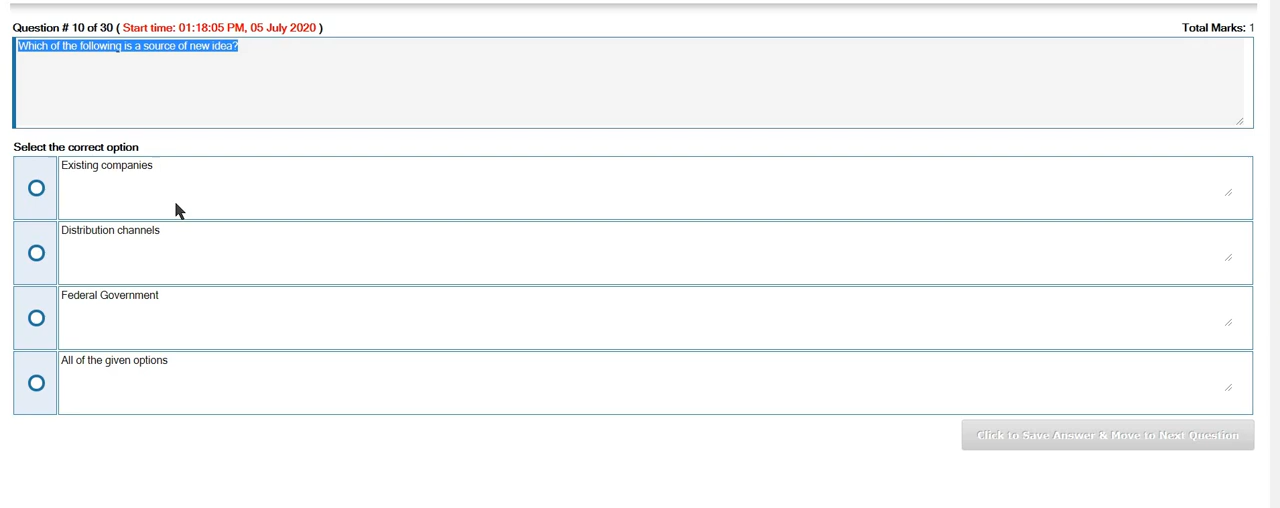 Question # 10 of 30 ( Start time: 01:18:05 PM, 05 July 2020 ) Total Marks: 1
Which of the following is a source of new idea?
Select the correct option
Existing companies
Distribution channels
Federal Government
All of the given options
Click to Save Answer & Move to Next Question